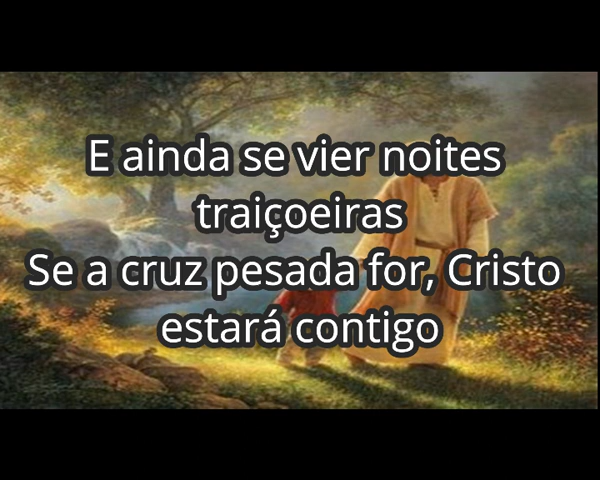 E ainda se vier noites
traiçoeiras
Se a cruz pesada for, Cristo
estará contigo